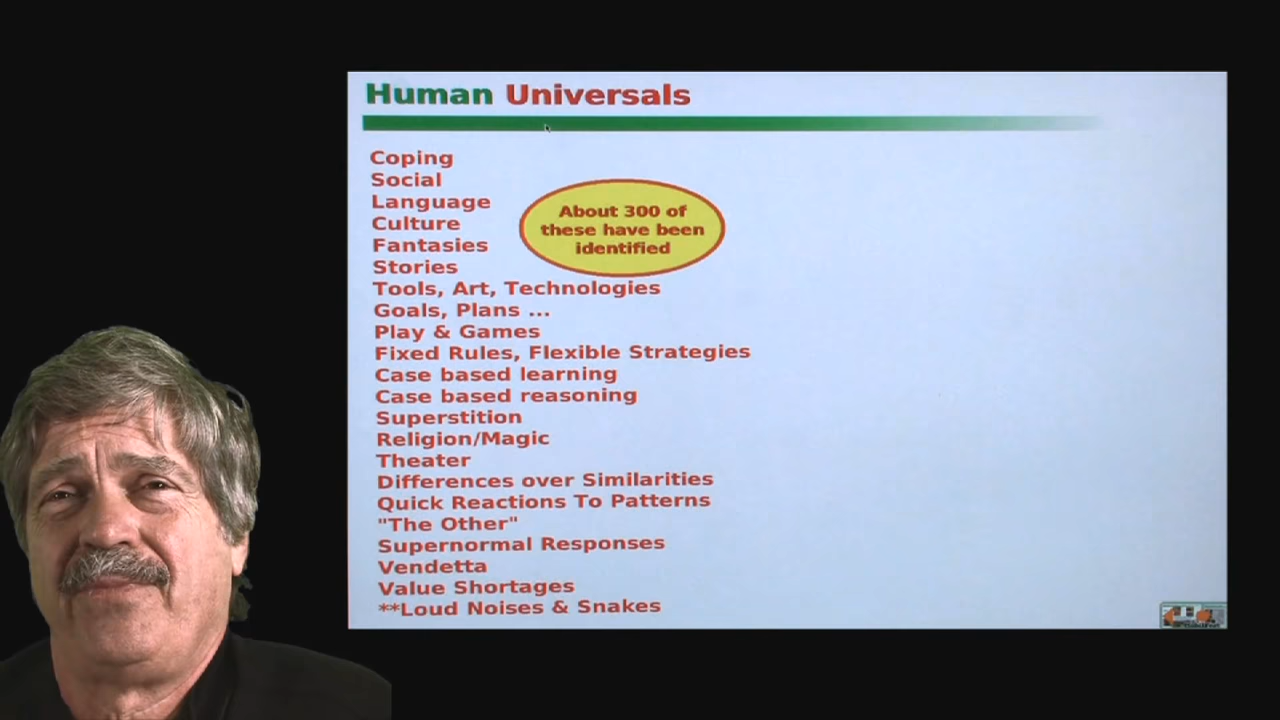 Human Universals
Coping
Social
Language
Culture
Fantasies
Stories
Tools, Art, Technologies
Goals, Plans ...
Play & Games
Fixed Rules, Flexible Strategies
Case based learning
Case based reasoning
Superstition
Religion/Magic
Theater
Differences over Similarities
Quick Reactions To Patterns
"The Other"
Supernormal Responses
Vendetta
Value Shortages
**Loud Noises & Snakes
About 300 of
these have been
identified